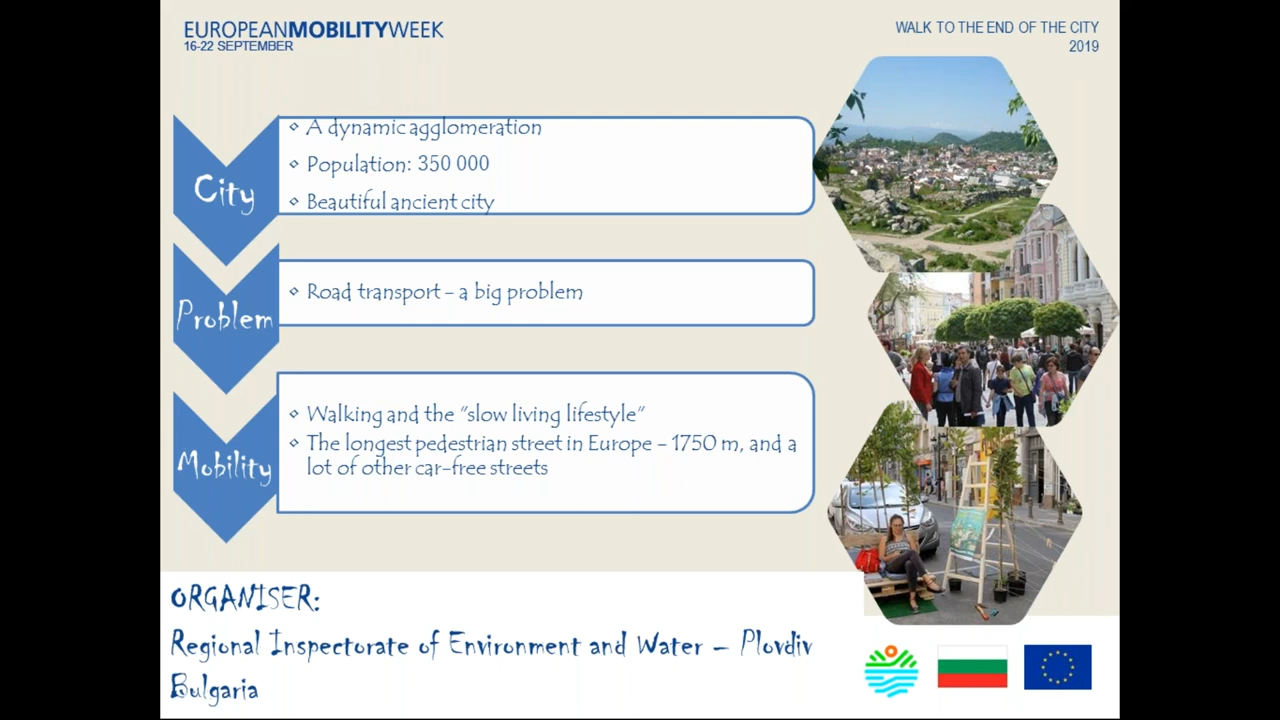 EUROPEANMOBILITYWEEK
16-22 SEPTEMBER
WALK TO THE END OF THE CITY
2019
City
A dynamic agglomeration
Population: 350 000
Beautiful ancient city
Problem
Road transport – a big problem
Mobility
Walking and the "slow living lifestyle"
The longest pedestrian street in Europe – 1750 m, and a
lot of other car-free streets
ORGANISER:
Regional Inspectorate of Environment and Water – Plovdiv
Bulgaria